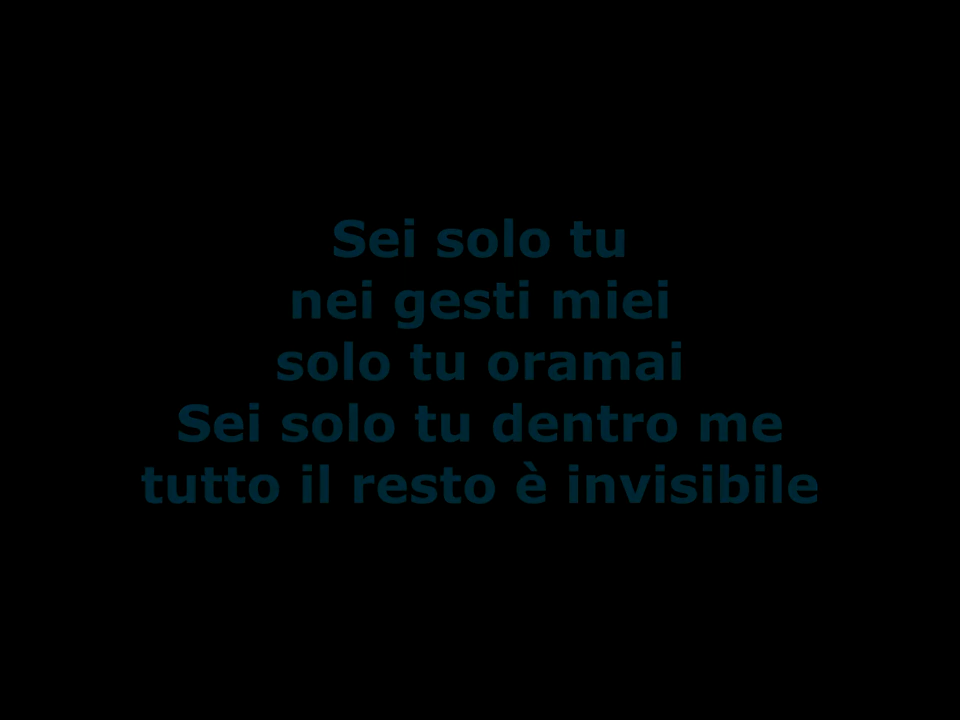 Sei solo tu
nei gesti miei
solo tu oramai
Sei solo tu dentro me
tutto il resto è invisibile